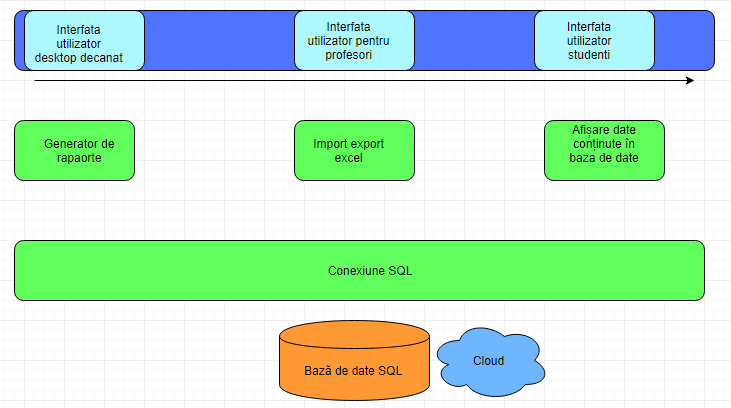 Interfata
utilizator
desktop decanat
Interfata
utilizator pentru
profesori
Interfata
utilizator
studenti
Generator de
rapaorte
Import export
excel
Afișare date
conținute în
baza de date
Conexiune SQL
Bază de date SQL
Cloud